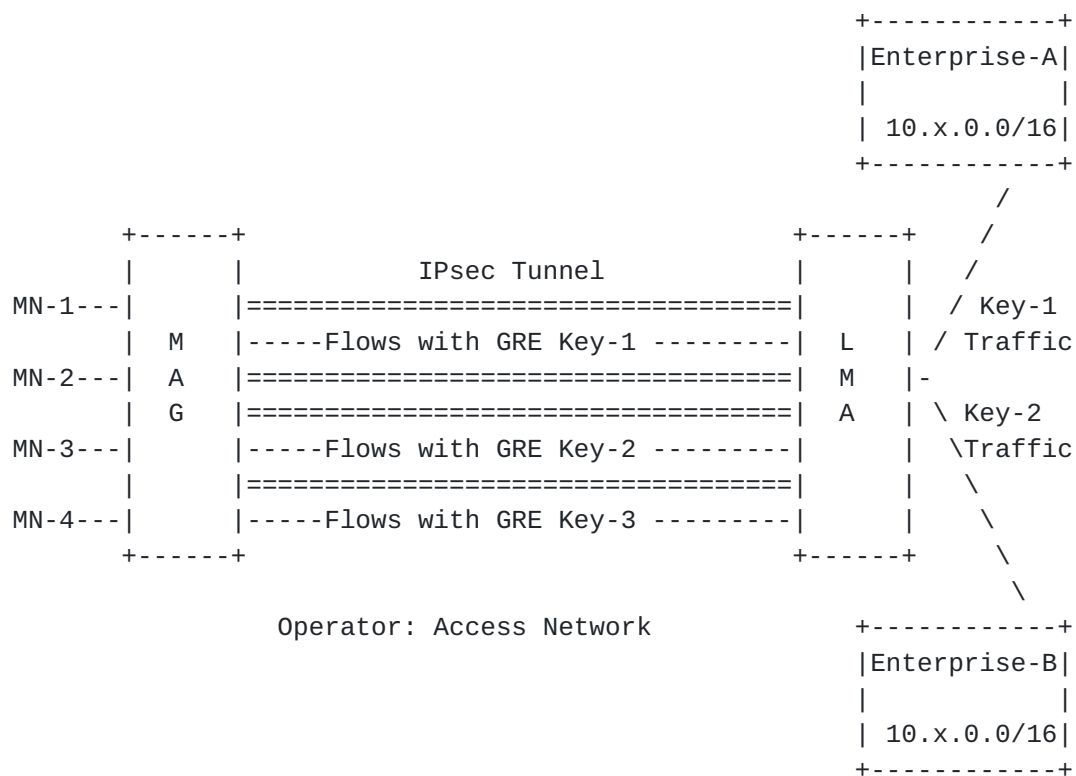 +------------+
|Enterprise-A|
|            |
| 10.x.0.0/16|
+------------+
/
+------+                                    +------+    /
|      |           IPsec Tunnel             |      |   /
MN-1---|      |===================================|      |  / Key-1
|  M   |-----Flows with GRE Key-1 ---------|  L   | / Traffic
MN-2---|  A   |===================================|  M   |-
|  G   |===================================|  A   | \ Key-2
MN-3---|      |-----Flows with GRE Key-2 ---------|      |  \Traffic
|      |===================================|      |   \
MN-4---|      |-----Flows with GRE Key-3 ---------|      |    \
+------+                                    +------+     \
\
Operator: Access Network             +------------+
|Enterprise-B|
|            |
| 10.x.0.0/16|
+------------+